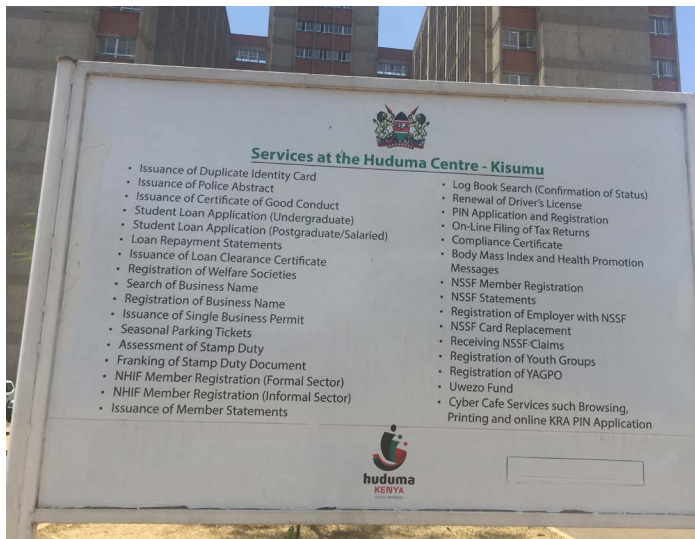 Services at the Huduma Centre - Kisumu
• Issuance of Duplicate Identity Card
• Issuance of Police Abstract
• Issuance of Certificate of Good Conduct
• Student Loan Application (Undergraduate)
• Student Loan Application (Postgraduate/Salaried)
• Loan Repayment Statements
• Issuance of Loan Clearance Certificate
• Registration of Welfare Societies
• Search of Business Name
• Registration of Business Name
• Issuance of Single Business Permit
• Seasonal Parking Tickets
• Assessment of Stamp Duty
• Franking of Stamp Duty Document
• NHIF Member Registration (Formal Sector)
• NHIF Member Registration (Informal Sector)
• Issuance of Member Statements
• Log Book Search (Confirmation of Status)
• Renewal of Driver's License
• PIN Application and Registration
• On-Line Filing of Tax Returns
• Compliance Certificate
• Body Mass Index and Health Promotion
Messages
• NSSF Member Registration
• NSSF Statements
• Registration of Employer with NSSF
• NSSF Card Replacement
• Receiving NSSF Claims
• Registration of Youth Groups
• Registration of YAGPO
• Uwezo Fund
• Cyber Cafe Services such Browsing,
Printing and online KRA PIN Application
huduma
KENYA